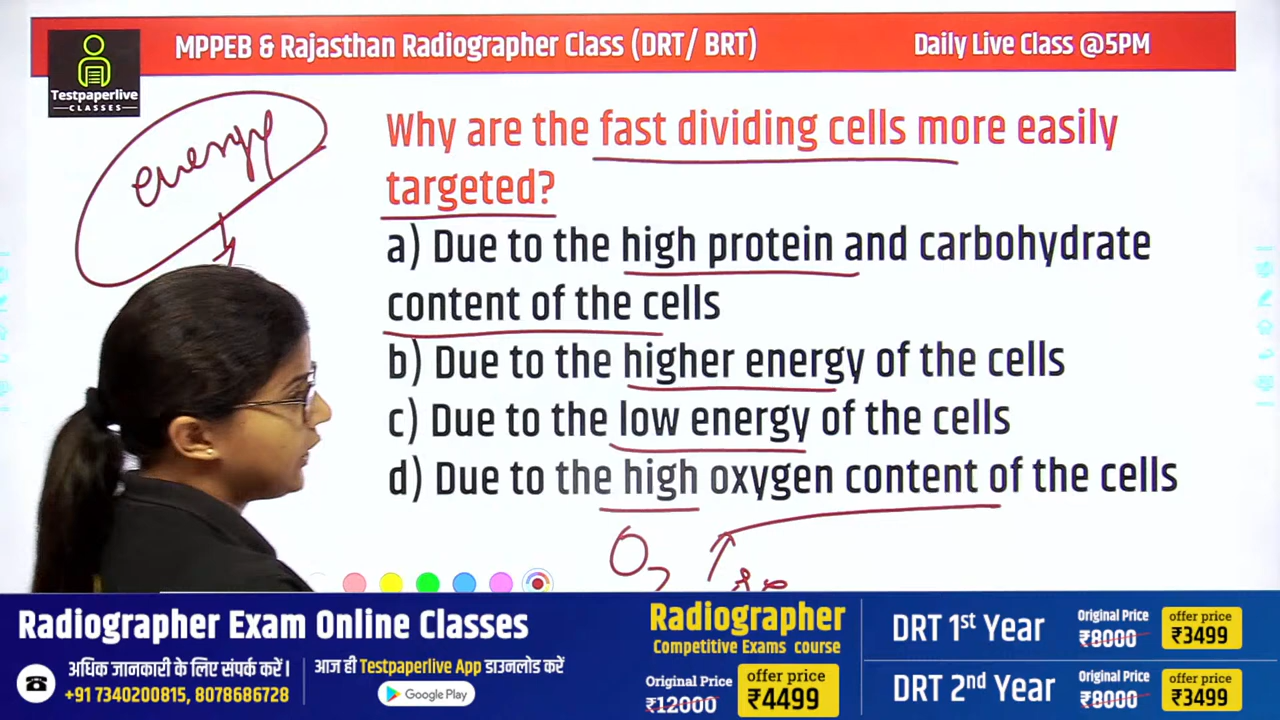 MPPEB & Rajasthan Radiographer Class (DRT/ BRT)
Daily Live Class @5PM
Testpaperlive
CLASSES
energy
Why are the fast dividing cells more easily
targeted?
a) Due to the high protein and carbohydrate
content of the cells
b) Due to the higher energy of the cells
c) Due to the low energy of the cells
d) Due to the high oxygen content of the cells
O2
Radiographer Exam Online Classes
अधिक जानकारी के लिए संपर्क करें।
+91 7340200815, 8078686728
आज ही Testpaperlive App डाउनलोड करें
Google Play
Radiographer
Competitive Exams course
Original Price
₹12000
offer price
₹4499
DRT 1st Year
Original Price
₹8000
offer price
₹3499
DRT 2nd Year
Original Price
₹8000
offer price
₹3499